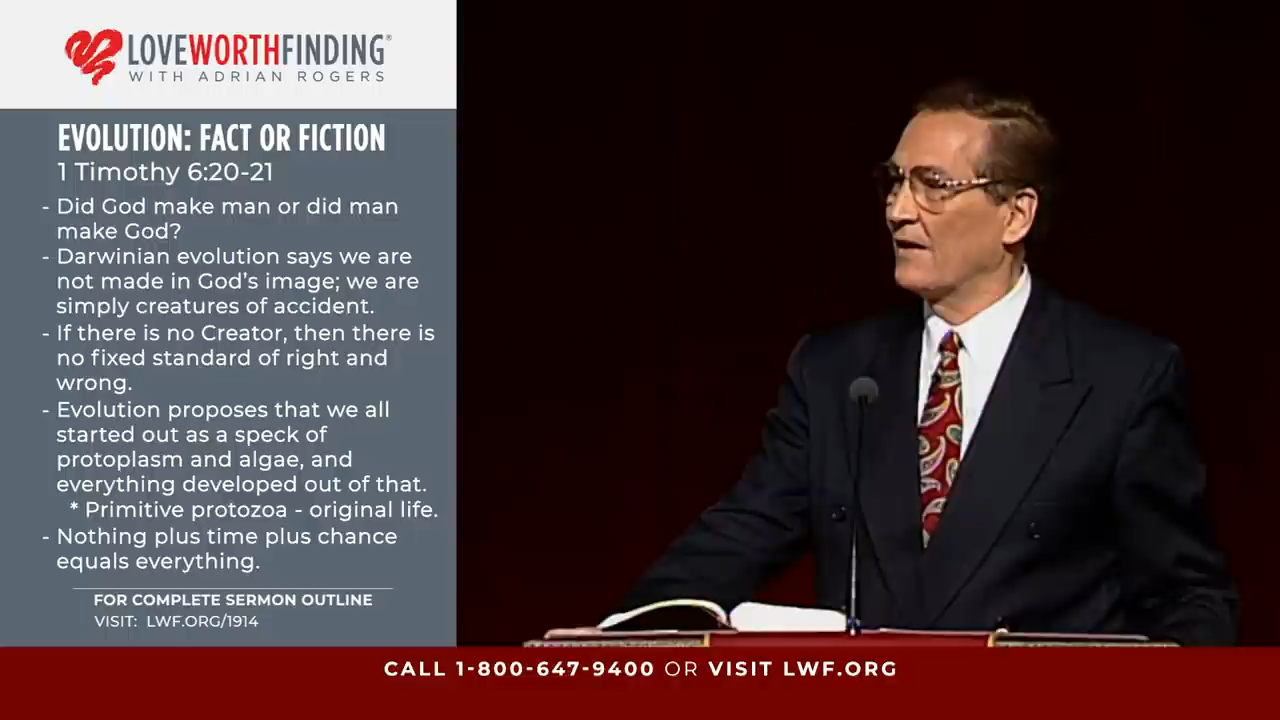 LOVEWORTHFINDING®
WITH ADRIAN ROGERS
EVOLUTION: FACT OR FICTION
1 Timothy 6:20-21
- Did God make man or did man
make God?
- Darwinian evolution says we are
not made in God's image; we are
simply creatures of accident.
- If there is no Creator, then there is
no fixed standard of right and
wrong.
- Evolution proposes that we all
started out as a speck of
protoplasm and algae, and
everything developed out of that.
* Primitive protozoa - original life.
- Nothing plus time plus chance
equals everything.
FOR COMPLETE SERMON OUTLINE
VISIT: LWF.ORG/1914
CALL 1-800-647-9400 OR VISIT LWF.ORG